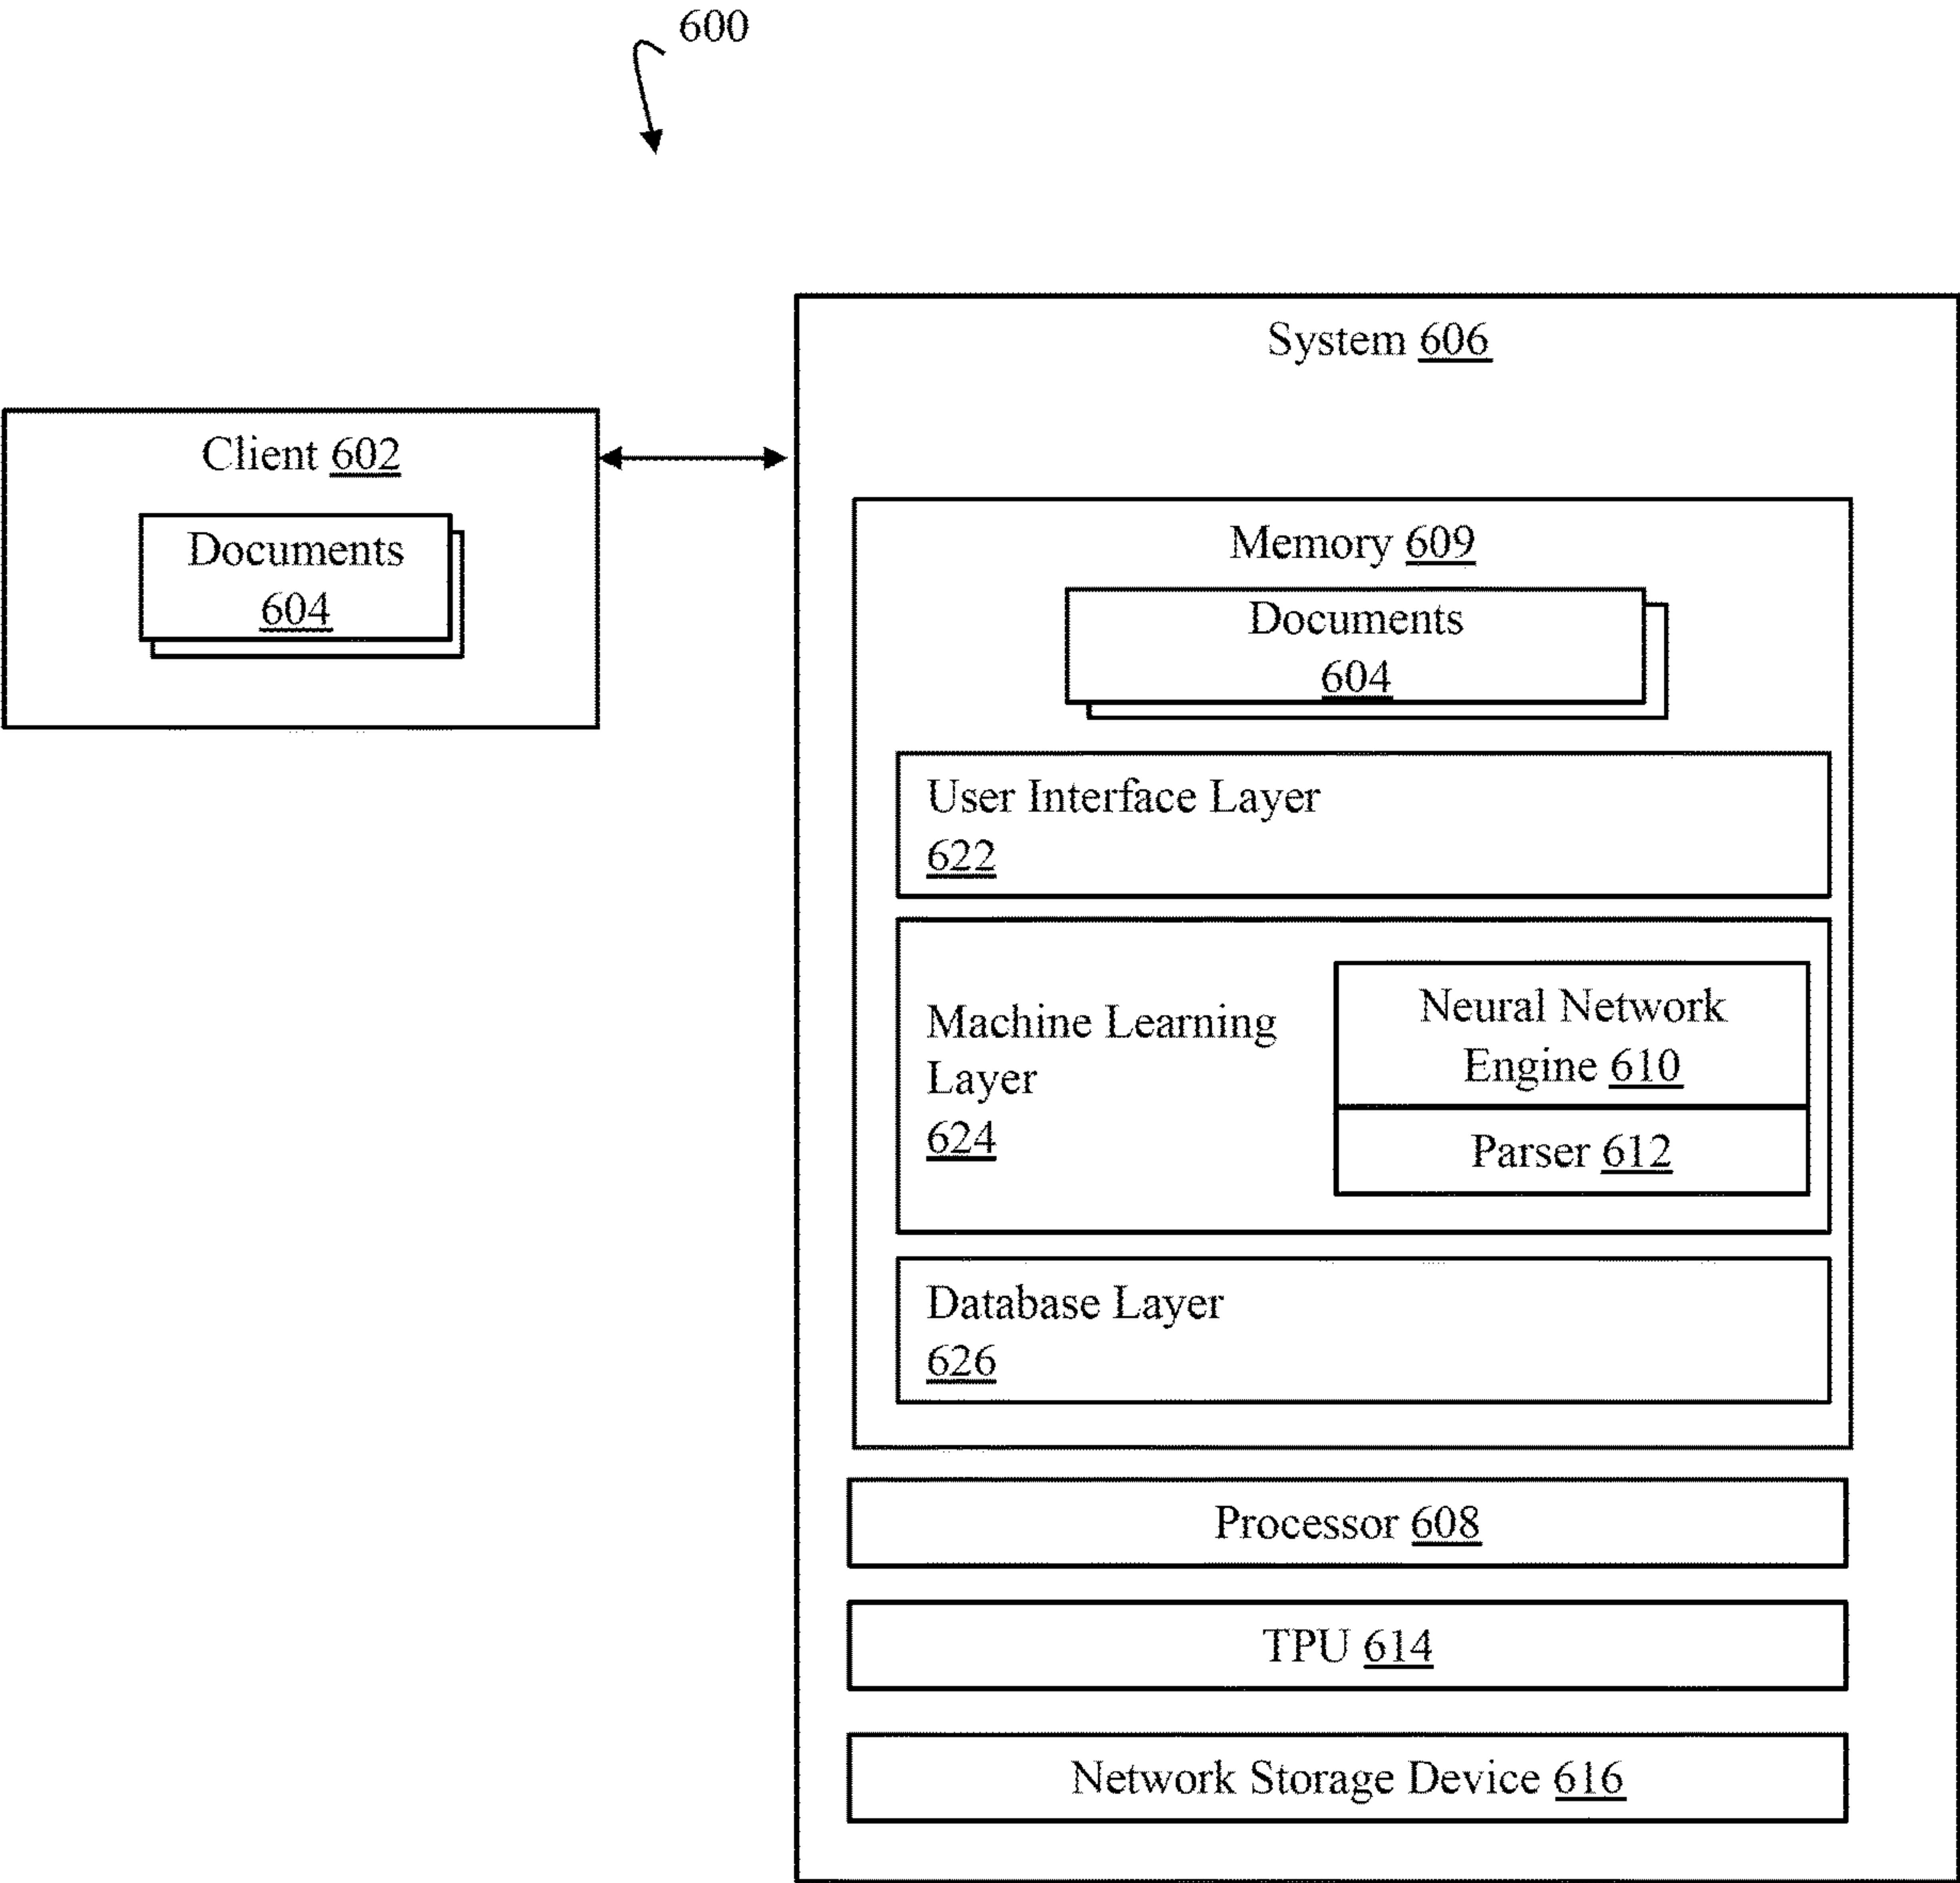 600
System 606
Client 602
Documents
604
Memory 609
Documents
604
User Interface Layer
622
Machine Learning
Layer
624
Neural Network
Engine 610
Parser 612
Database Layer
626
Processor 608
TPU 614
Network Storage Device 616